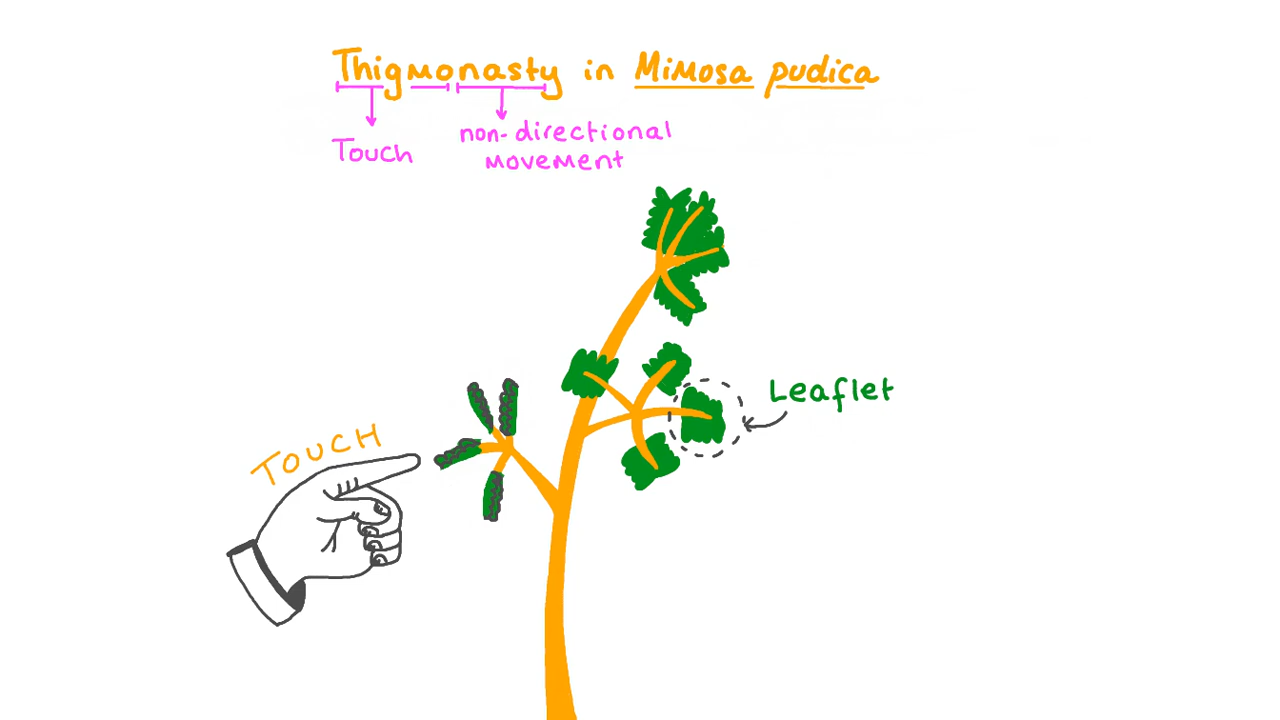 Thigmonasty in Mimosa pudica
Touch
non-directional
movement
Leaflet
TOUCH